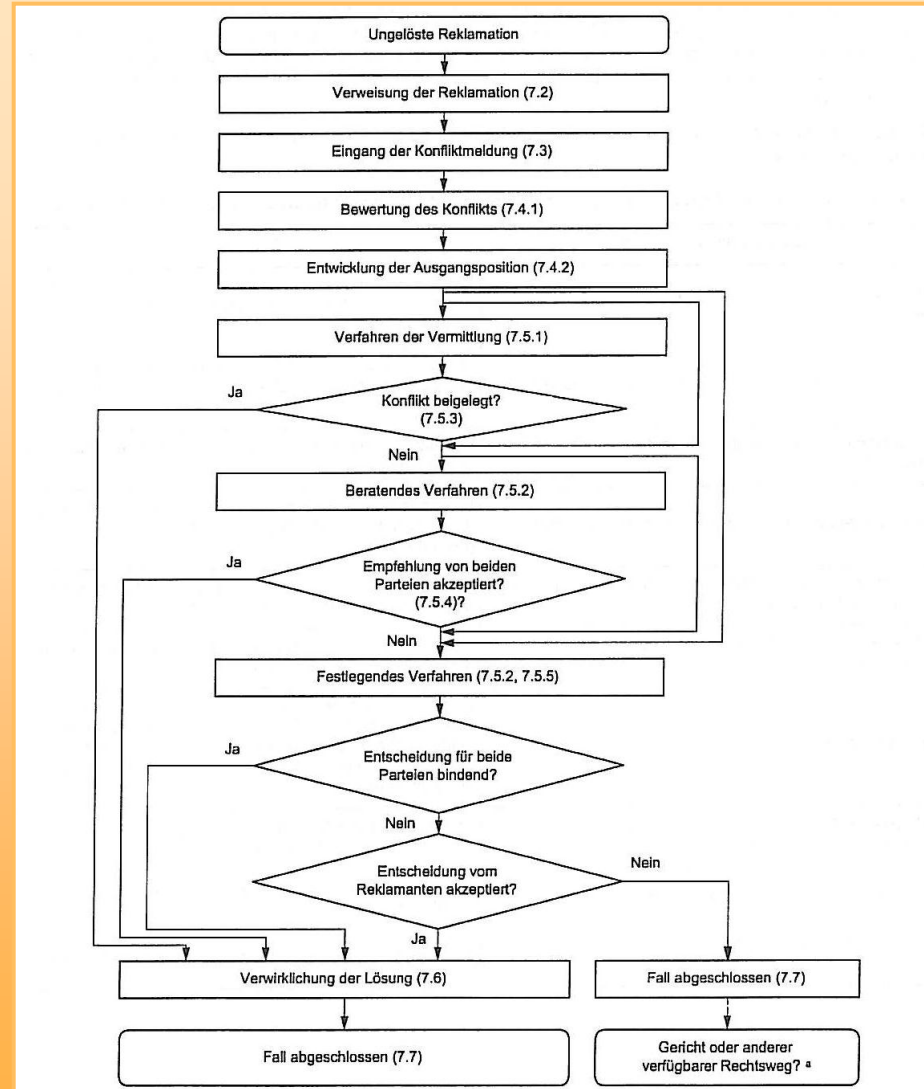 Ungelöste Reklamation
Verweisung der Reklamation (7.2)
Eingang der Konfliktmeldung (7.3)
Bewertung des Konflikts (7.4.1)
Entwicklung der Ausgangsposition (7.4.2)
Verfahren der Vermittlung (7.5.1)
Ja
Konflikt beigelegt?
(7.5.3)
Nein
Beratendes Verfahren (7.5.2)
Ja
Empfehlung von beiden
Parteien akzeptiert?
(7.5.4)?
Nein
Festlegendes Verfahren (7.5.2, 7.5.5)
Ja
Entscheidung für beide
Parteien bindend?
Nein
Entscheidung vom
Reklamanten akzeptiert?
Nein
Ja
Verwirklichung der Lösung (7.6)
Fall abgeschlossen (7.7)
Fall abgeschlossen (7.7)
Gericht oder anderer
verfügbarer Rechtsweg? a